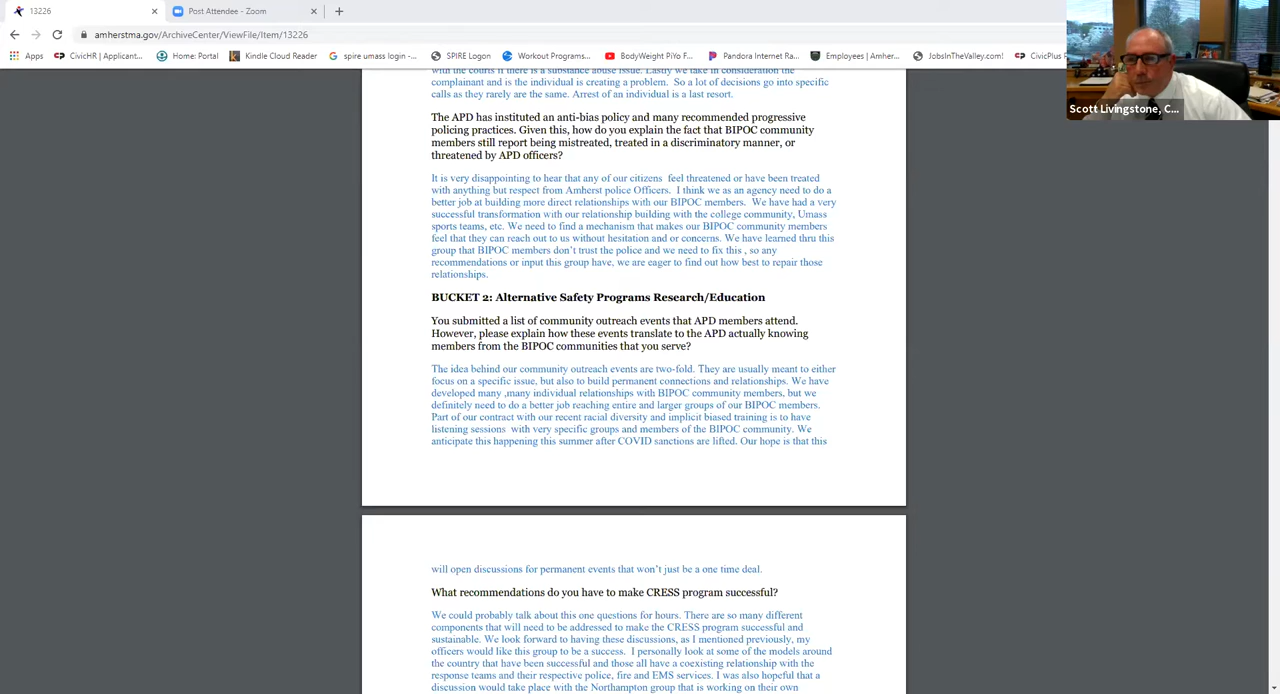 13226
Post Attendee - Zoom
amherstma.gov/ArchiveCenter/ViewFile/Item/13226
Apps
CivicHR | Applicant...
Home: Portal
Kindle Cloud Reader
spire umass login -...
SPIRE Logon
Workout Programs...
BodyWeight PiYo F...
Pandora Internet Ra...
Employees | Amher...
JobsInTheValley.com!
CivicPlus
Scott Livingstone, C...
with the courts if there is a substance abuse issue. Lastly we take in consideration the
complainant and is the individual is creating a problem. So a lot of decisions go into specific
calls as they rarely are the same. Arrest of an individual is a last resort.
The APD has instituted an anti-bias policy and many recommended progressive
policing practices. Given this, how do you explain the fact that BIPOC community
members still report being mistreated, treated in a discriminatory manner, or
threatened by APD officers?
It is very disappointing to hear that any of our citizens feel threatened or have been treated
with anything but respect from Amherst police Officers. I think we as an agency need to do a
better job at building more direct relationships with our BIPOC members. We have had a very
successful transformation with our relationship building with the college community, Umass
sports teams, etc. We need to find a mechanism that makes our BIPOC community members
feel that they can reach out to us without hesitation and or concerns. We have learned thru this
group that BIPOC members don't trust the police and we need to fix this , so any
recommendations or input this group have, we are eager to find out how best to repair those
relationships.
BUCKET 2: Alternative Safety Programs Research/Education
You submitted a list of community outreach events that APD members attend.
However, please explain how these events translate to the APD actually knowing
members from the BIPOC communities that you serve?
The idea behind our community outreach events are two-fold. They are usually meant to either
focus on a specific issue, but also to build permanent connections and relationships. We have
developed many ,many individual relationships with BIPOC community members, but we
definitely need to do a better job reaching entire and larger groups of our BIPOC members.
Part of our contract with our recent racial diversity and implicit biased training is to have
listening sessions with very specific groups and members of the BIPOC community. We
anticipate this happening this summer after COVID sanctions are lifted. Our hope is that this
will open discussions for permanent events that won't just be a one time deal.
What recommendations do you have to make CRESS program successful?
We could probably talk about this one questions for hours. There are so many different
components that will need to be addressed to make the CRESS program successful and
sustainable. We look forward to having these discussions, as I mentioned previously, my
officers would like this group to be a success. I personally look at some of the models around
the country that have been successful and those all have a coexisting relationship with the
response teams and their respective police, fire and EMS services. I was also hopeful that a
discussion would take place with the Northampton group that is working on their own